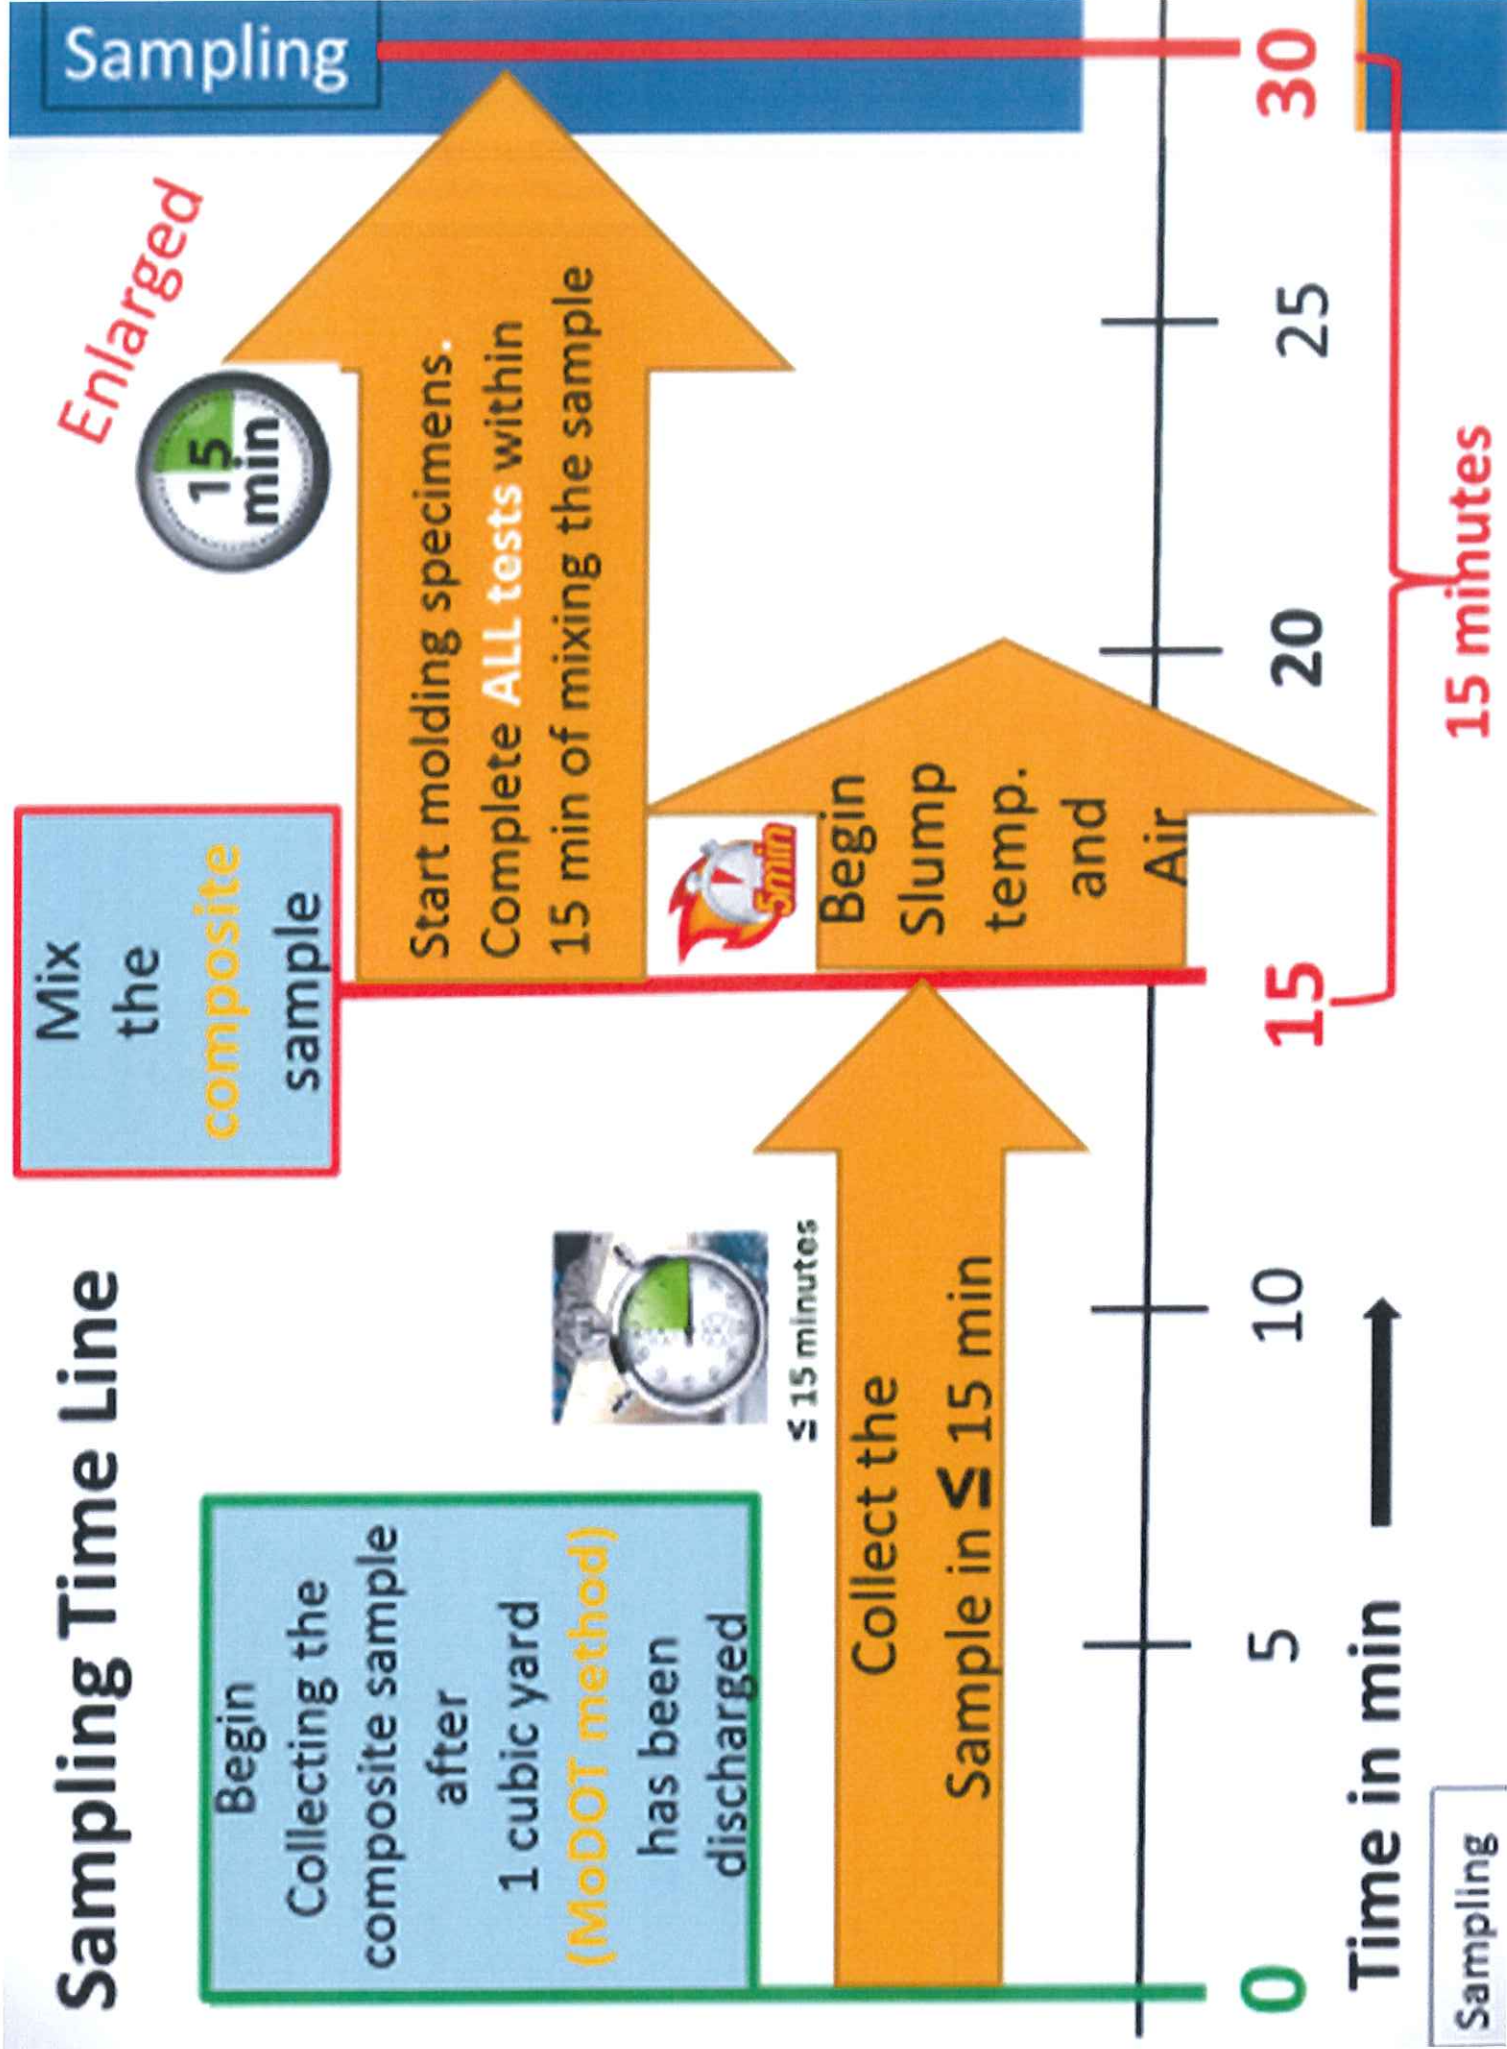 Sampling Time Line
Enlarged
Sampling
Mix
the
composite
sample
15
min
Begin
Collecting the
composite sample
after
1 cubic yard
(MoDOT method)
has been
discharged
Start molding specimens.
Complete ALL tests within
15 min of mixing the sample
≤ 15 minutes
5min
Collect the
Sample in ≤ 15 min
Begin
Slump
temp.
and
Air
0
5
10
15
20
25
30
Time in min
15 minutes
Sampling